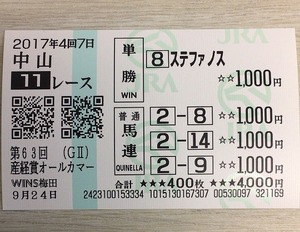 2017年4回7日
中山
11レース
第63回 (GⅡ)
産経賞オールカマー
WINS梅田
9月24日
単勝
WIN
8 ステファノス
☆☆1,000円
普通
馬連
QUINELLA
2-8 ☆☆1,000円
2-14 ☆☆1,000円
2-9 ☆☆1,000円
合計 ★★★400枚 ★★★4,000円
2423100153334 1015130167307 00530097 321169
JRA